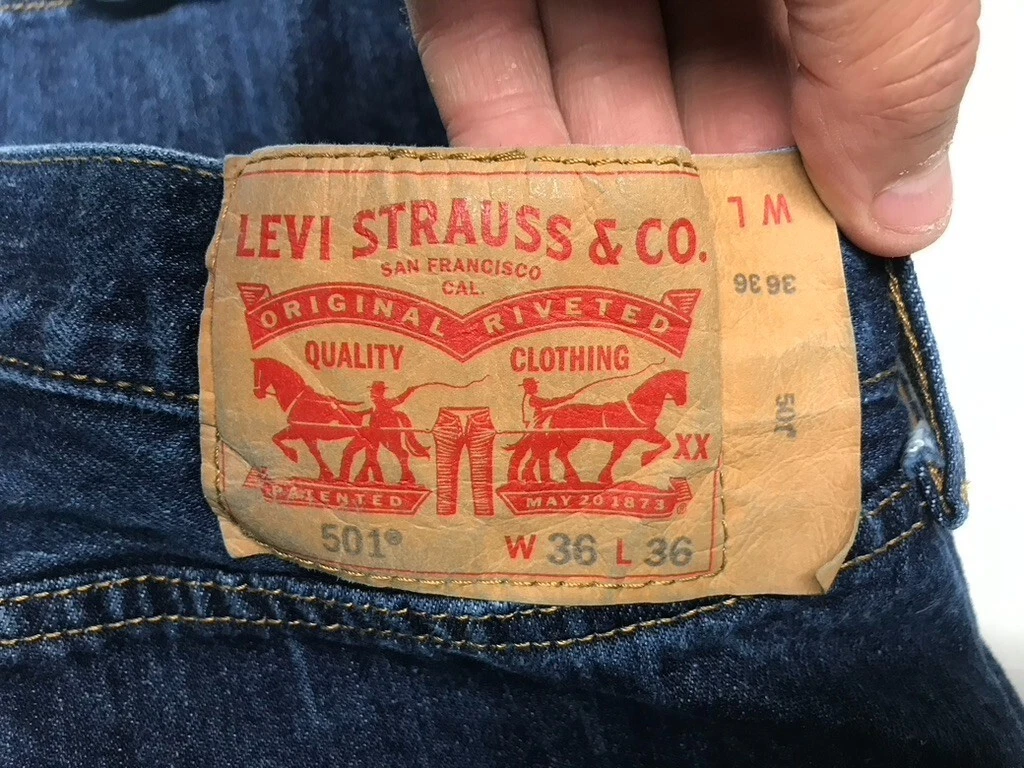 LEVI STRAUSS & CO.
SAN FRANCISCO
CAL.
ORIGINAL RIVETED
QUALITY CLOTHING
XX
PATENTED MAY 20 1873 ®
501® W 36 L 36
W L
36 36
501